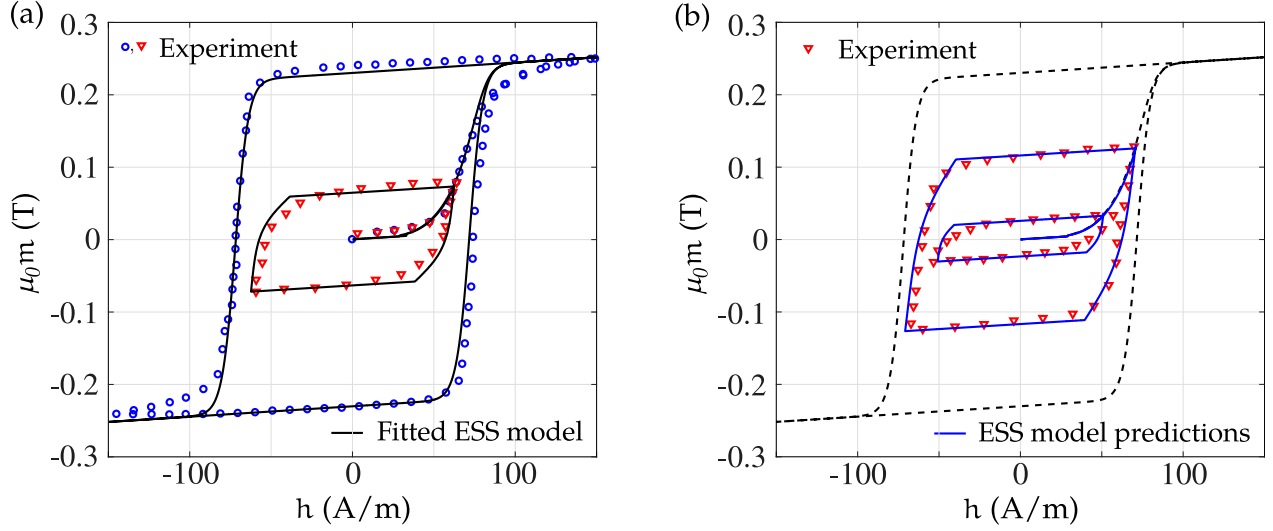 (a)
0.3
0.2
0.1
0
-0.1
-0.2
-0.3
μ₀m (T)
Experiment
Fitted ESS model
-100
0
100
h (A/m)
(b)
0.3
0.2
0.1
0
-0.1
-0.2
-0.3
μ₀m (T)
Experiment
ESS model predictions
-100
0
100
h (A/m)